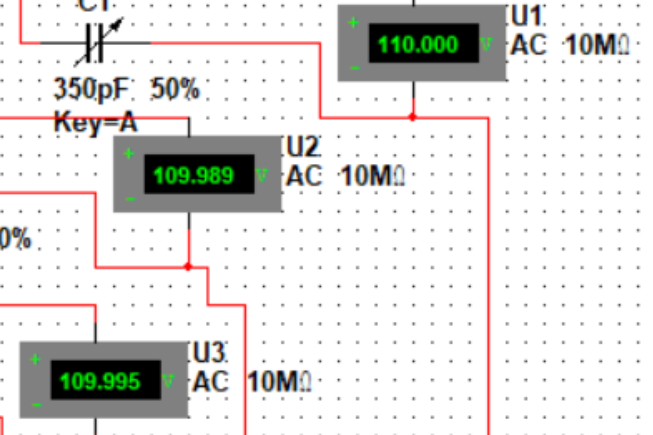 C1
U1
110.000 V
AC 10MΩ
350pF 50%
Key=A
U2
109.989 V
AC 10MΩ
0%
U3
109.995 V
AC 10MΩ